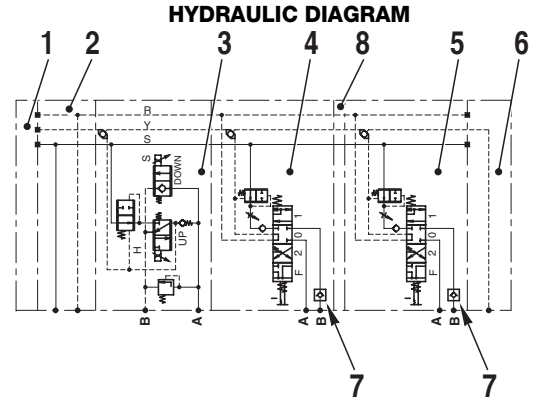 HYDRAULIC DIAGRAM
1 2 3 4 8 5 6
R
Y
S
S DOWN
H UP
1 0 2 F
1 0 2 F
I I
B A A B A B
7 7